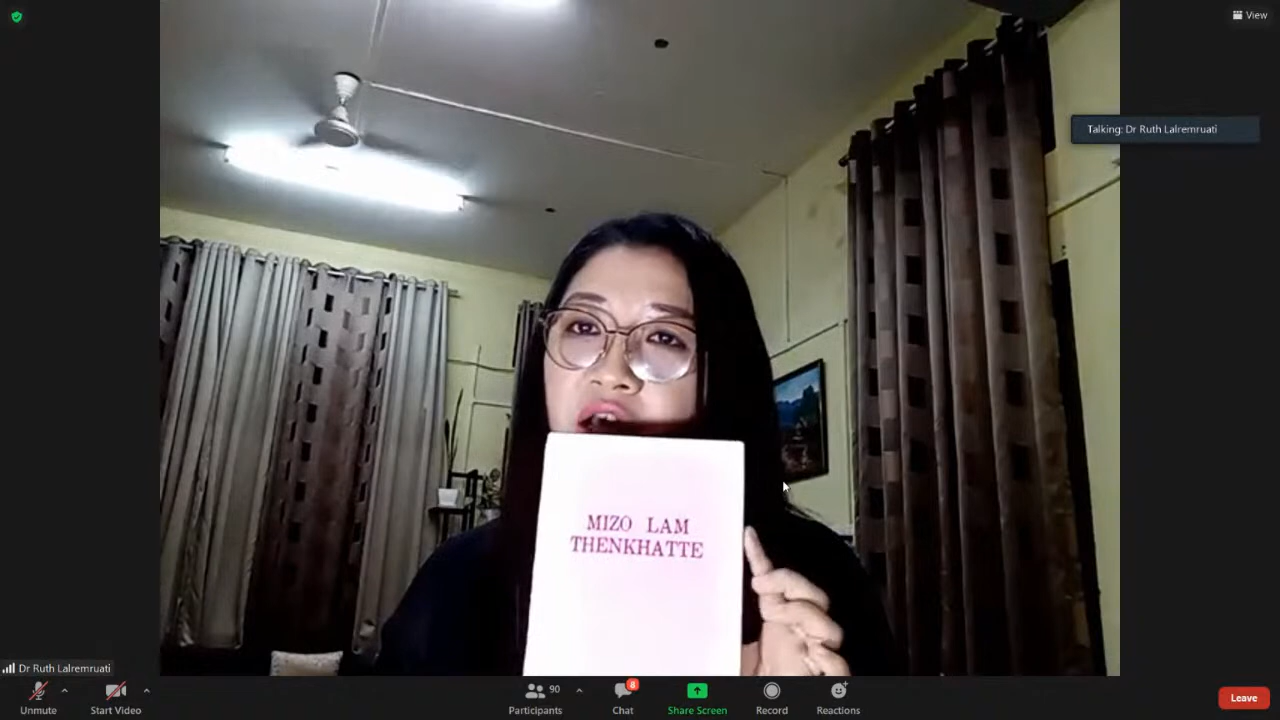 View
Talking: Dr Ruth Lalremruati
MIZO LAM
THENKHATTE
Dr Ruth Lalremruati
Unmute
Start Video
90
Participants
8
Chat
Share Screen
Record
Reactions
Leave